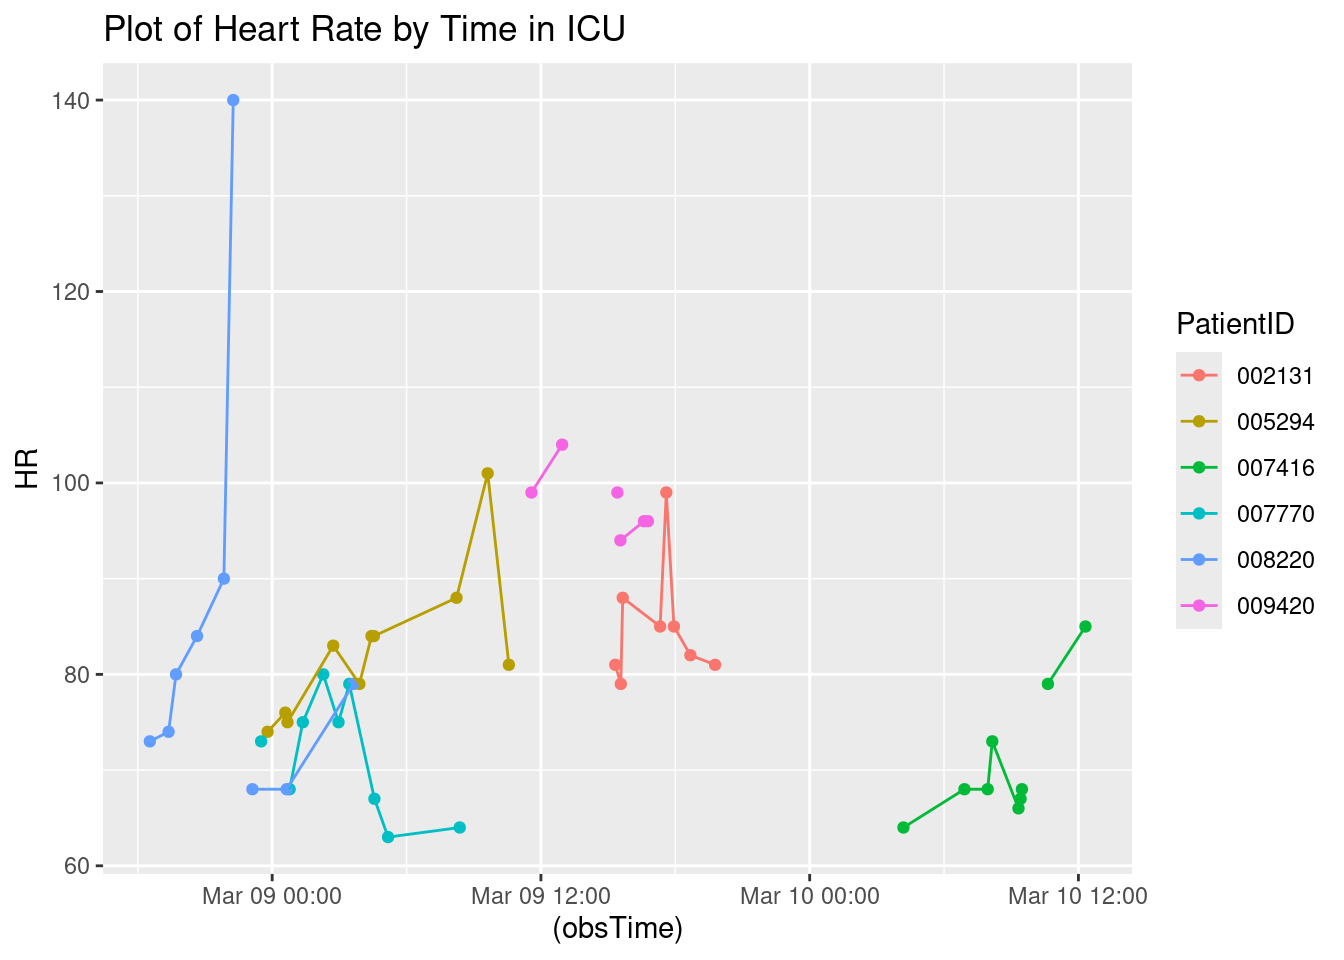 Plot of Heart Rate by Time in ICU
140
120
100
80
60
HR
Mar 09 00:00
Mar 09 12:00
Mar 10 00:00
Mar 10 12:00
(obsTime)
PatientID
002131
005294
007416
007770
008220
009420